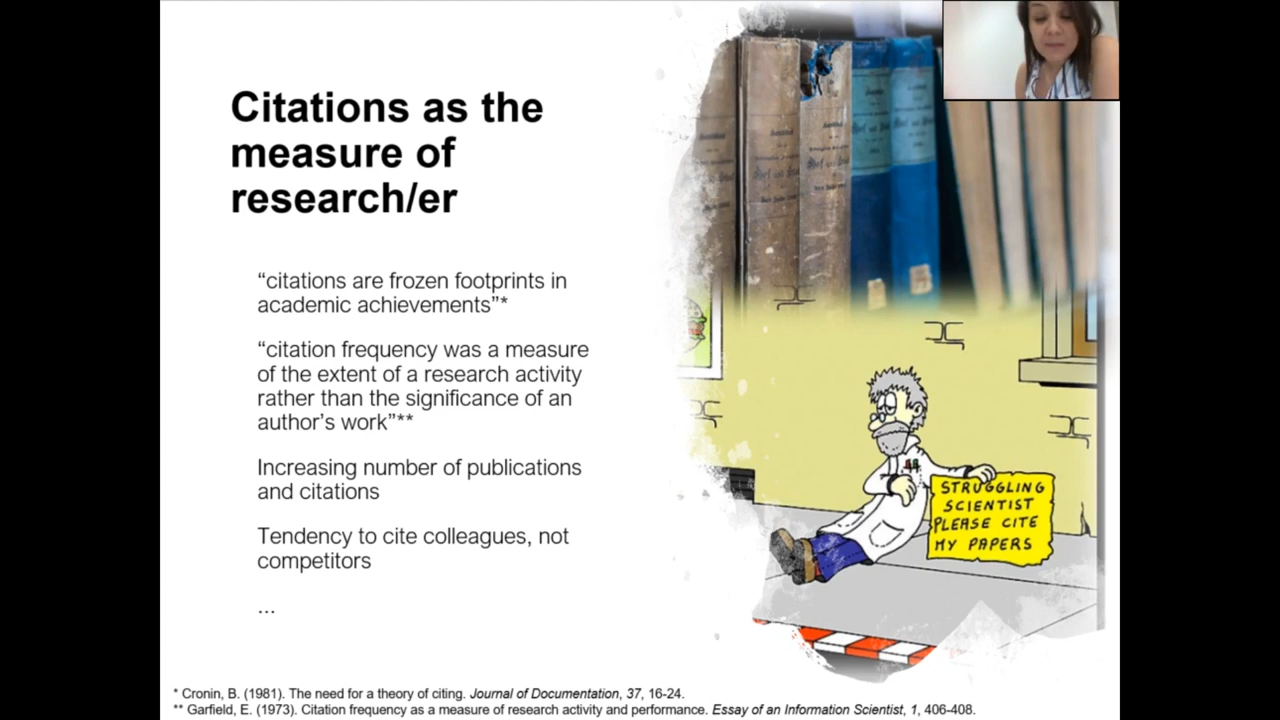 Citations as the
measure of
research/er
“citations are frozen footprints in
academic achievements”*
“citation frequency was a measure
of the extent of a research activity
rather than the significance of an
author’s work”**
Increasing number of publications
and citations
Tendency to cite colleagues, not
competitors
...
STRUGGLING
SCIENTIST
PLEASE CITE
MY PAPERS
* Cronin, B. (1981). The need for a theory of citing. Journal of Documentation, 37, 16-24.
** Garfield, E. (1973). Citation frequency as a measure of research activity and performance. Essay of an Information Scientist, 1, 406-408.